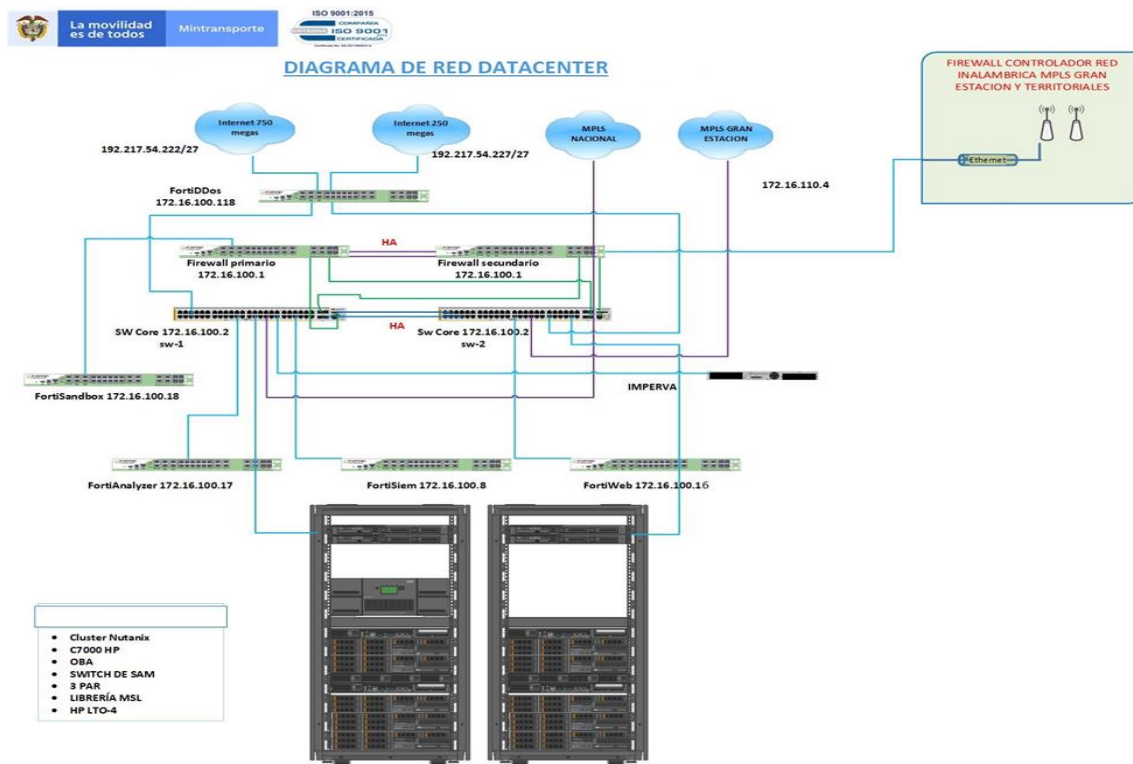 La movilidad
es de todos
Mintransporte
ISO 9001:2015
COMPAÑIA
ISO 9001
CERTIFICADA
DIAGRAMA DE RED DATACENTER
FIREWALL CONTROLADOR RED
INALAMBRICA MPLS GRAN
ESTACION Y TERRITORIALES
Ethernet
Internet 750
megas
Internet 250
megas
MPLS
NACIONAL
MPLS GRAN
ESTACION
192.217.54.222/27
192.217.54.227/27
172.16.110.4
FortiDDos
172.16.100.118
HA
Firewall primario
172.16.100.1
Firewall secundario
172.16.100.1
SW Core 172.16.100.2
sw-1
HA
Sw Core 172.16.100.2
sw-2
IMPERVA
FortiSandbox 172.16.100.18
FortiAnalyzer 172.16.100.17
FortiSiem 172.16.100.8
FortiWeb 172.16.100.16
• Cluster Nutanix
• C7000 HP
• OBA
• SWITCH DE SAM
• 3 PAR
• LIBRERÍA MSL
• HP LTO-4